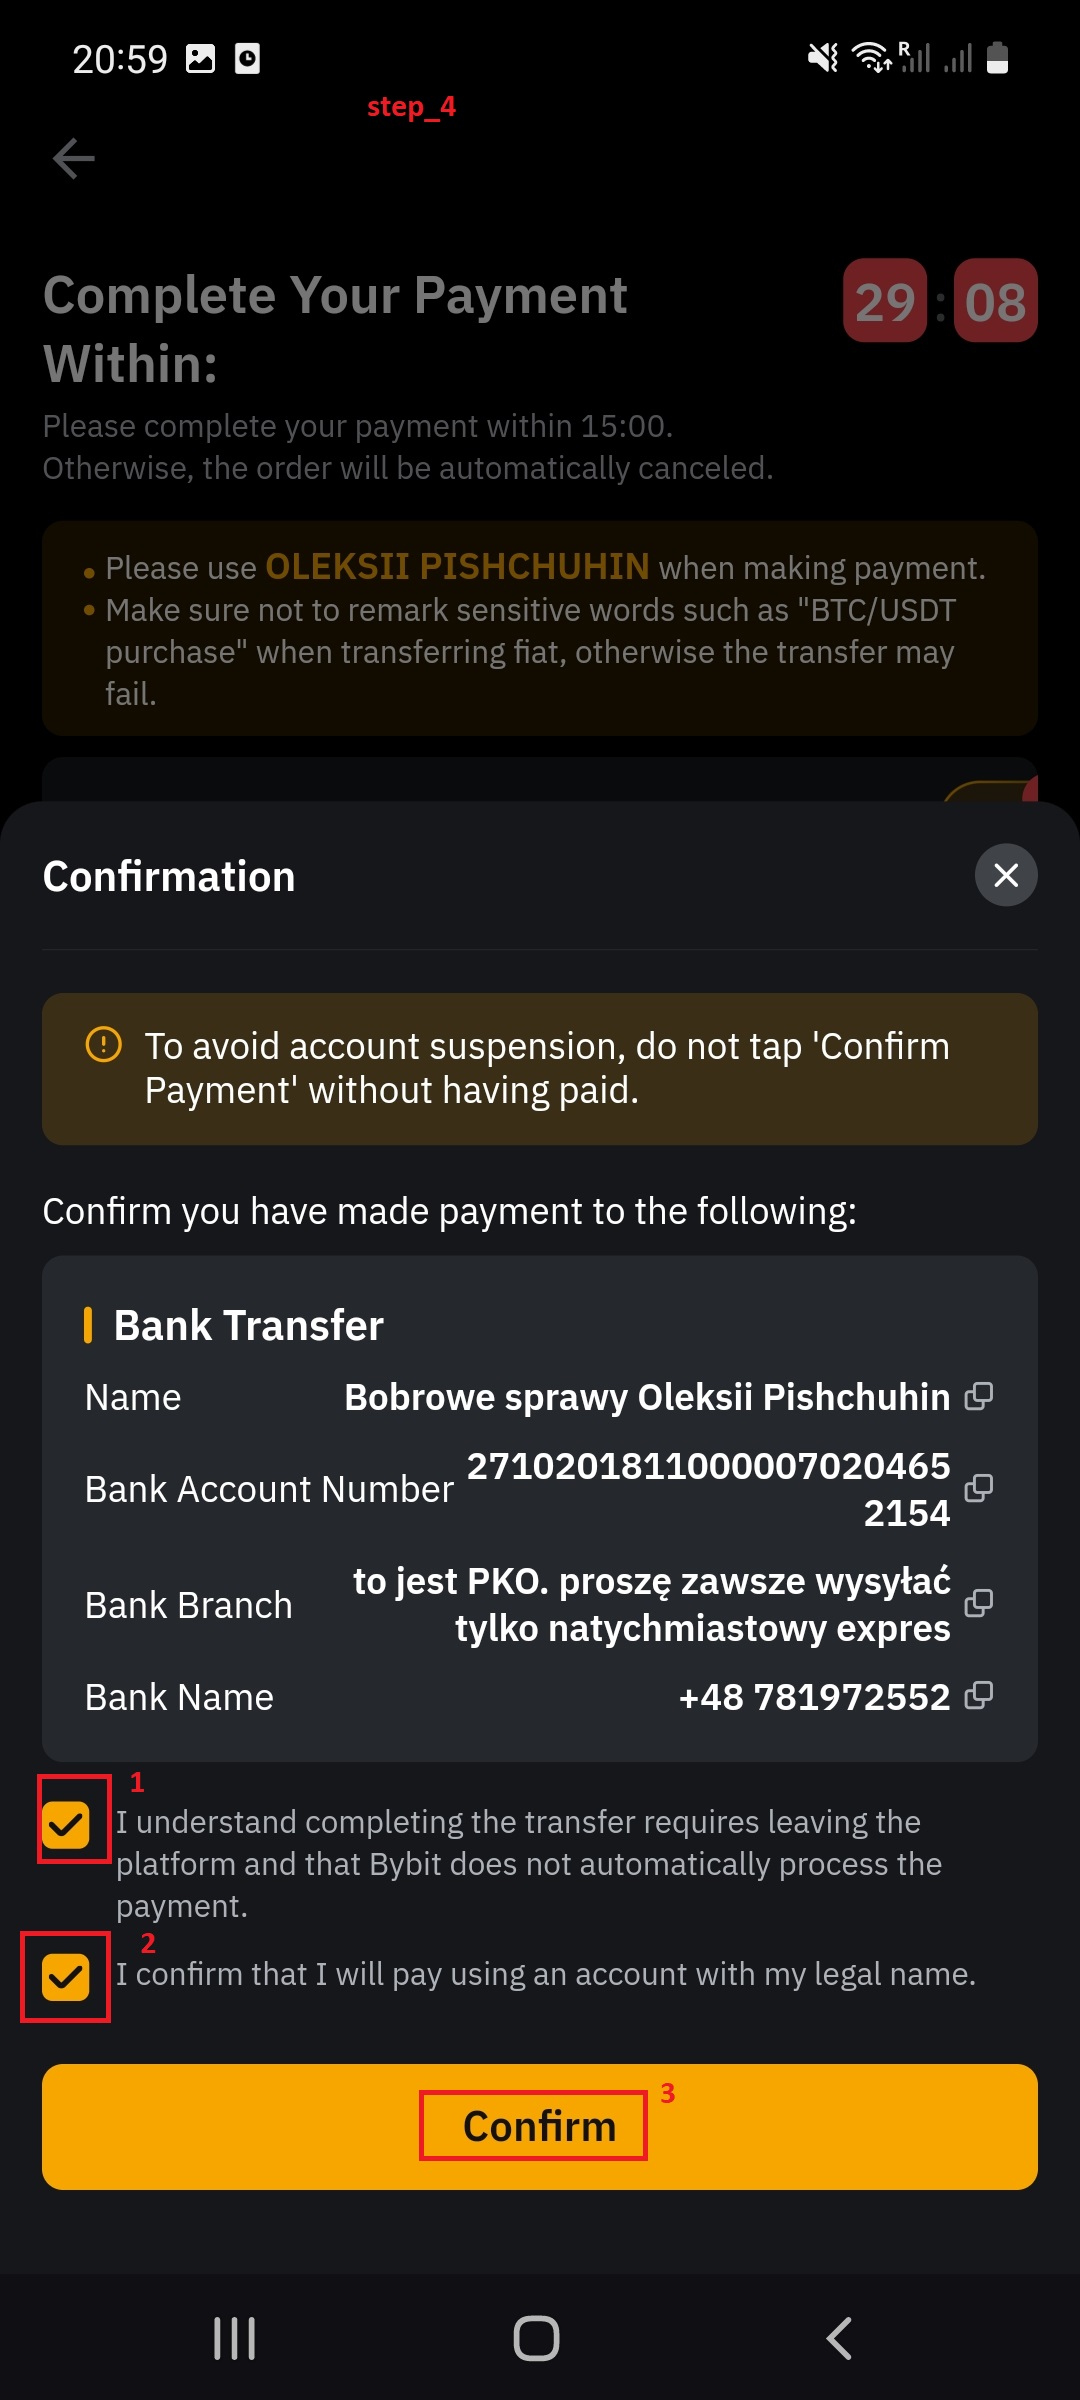 20:59
R
step_4
Complete Your Payment
Within:
29 : 08
Please complete your payment within 15:00.
Otherwise, the order will be automatically canceled.
• Please use OLEKSII PISHCHUHIN when making payment.
• Make sure not to remark sensitive words such as "BTC/USDT
purchase" when transferring fiat, otherwise the transfer may
fail.
Confirmation
To avoid account suspension, do not tap 'Confirm
Payment' without having paid.
Confirm you have made payment to the following:
Bank Transfer
Name Bobrowe sprawy Oleksii Pishchuhin
Bank Account Number 2710201811000007020465
2154
Bank Branch to jest PKO. proszę zawsze wysyłać
tylko natychmiastowy expres
Bank Name +48 781972552
1
I understand completing the transfer requires leaving the
platform and that Bybit does not automatically process the
payment.
2
I confirm that I will pay using an account with my legal name.
Confirm
3